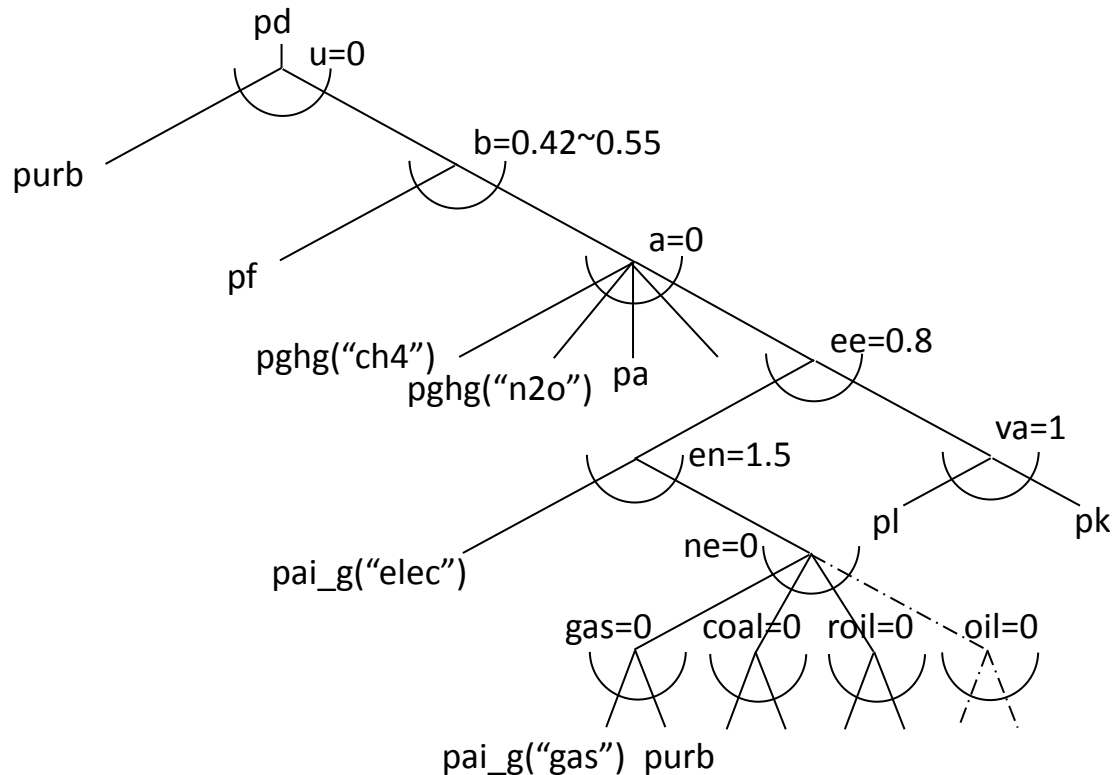 pd
u=0
b=0.42~0.55
purb
a=0
pf
ee=0.8
pghg(“ch4”)
pghg(“n2o”)
pa
va=1
en=1.5
pl
pk
ne=0
pai_g(“elec”)
gas=0
coal=0
roil=0
oil=0
pai_g(“gas”)
purb